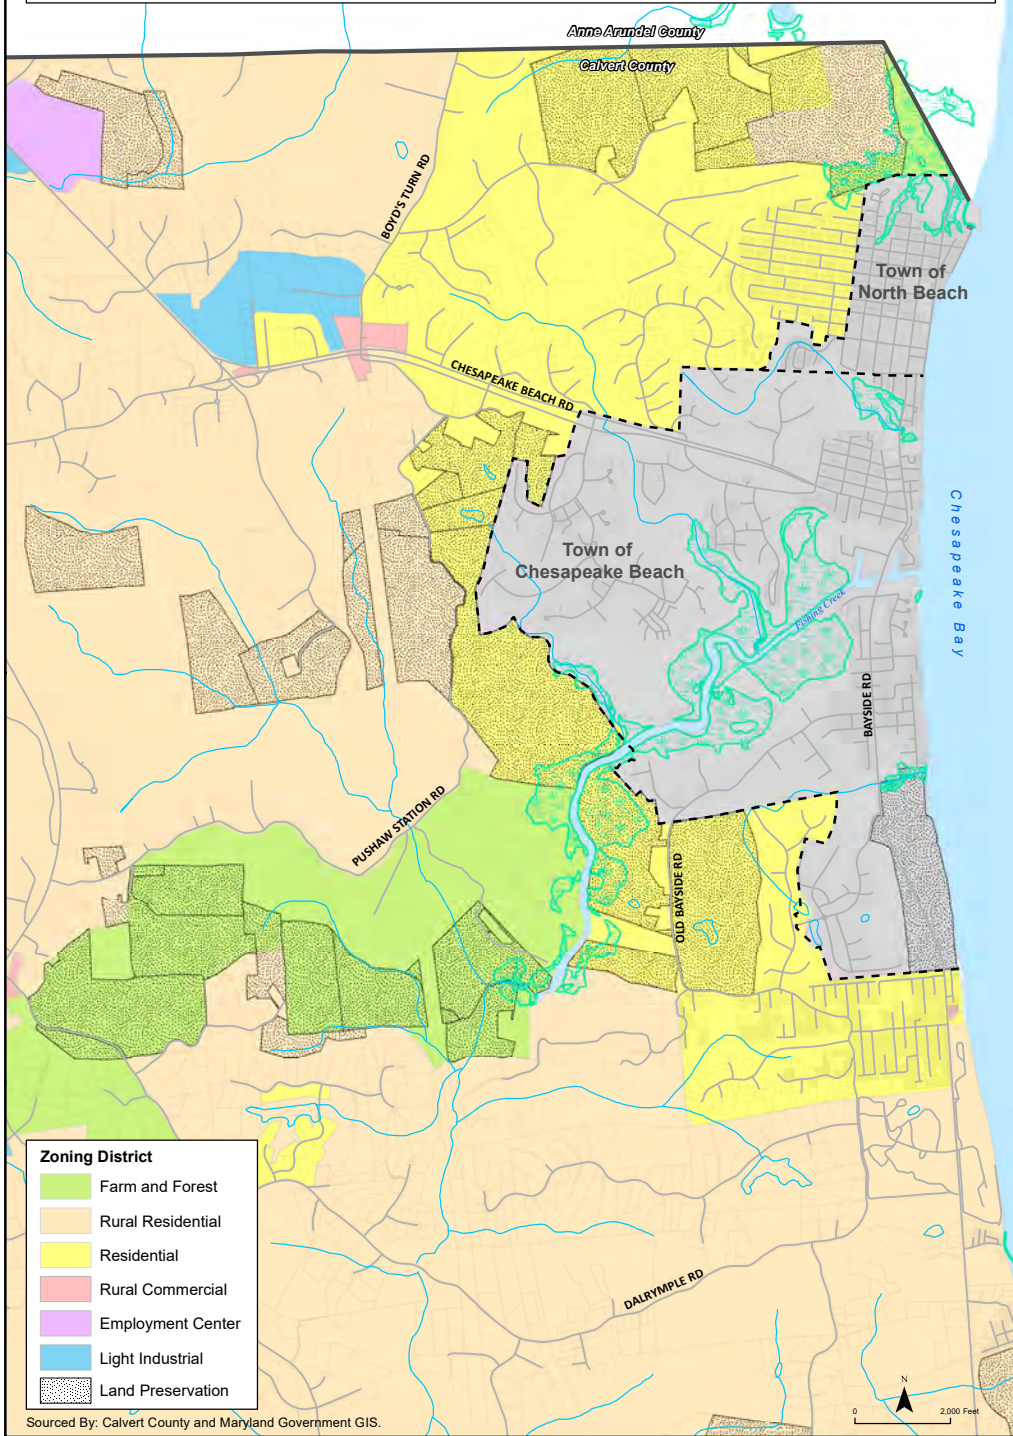 Anne Arundel County
Calvert County
BOYD'S TURN RD
Town of
North Beach
CHESAPEAKE BEACH RD
Chesapeake Bay
Town of
Chesapeake Beach
Fishing Creek
BAYSIDE RD
PUSHAW STATION RD
OLD BAYSIDE RD
DALRYMPLE RD
Zoning District
Farm and Forest
Rural Residential
Residential
Rural Commercial
Employment Center
Light Industrial
Land Preservation
N
0 2,000 Feet
Sourced By: Calvert County and Maryland Government GIS.